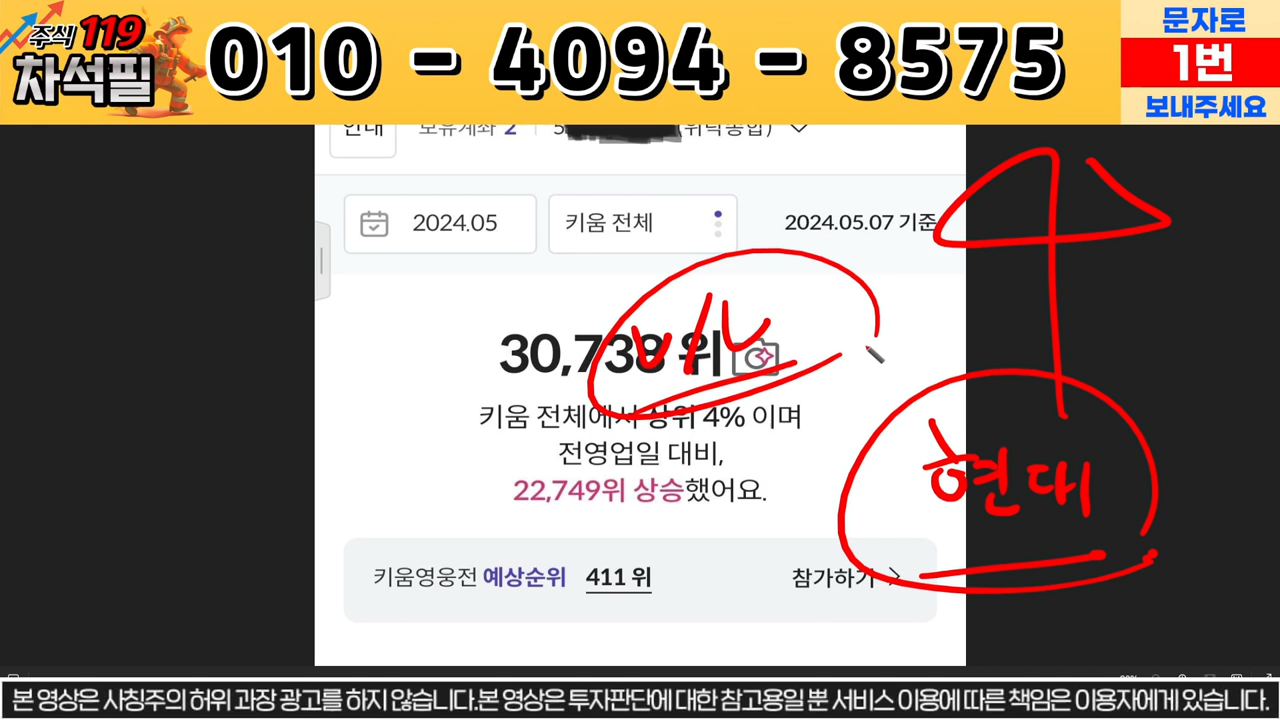 주식 119
차석필
010 - 4094 - 8575
문자로
1번
보내주세요
안내 보유계좌 2 (위탁종합)
2024.05
키움 전체
2024.05.07 기준
30,738 위
키움 전체에서 상위 4% 이며
전영업일 대비,
22,749위 상승했어요.
현대
키움영웅전 예상순위 411 위
참가하기
본 영상은 사칭주의 허위 과장 광고를 하지 않습니다.본 영상은 투자판단에 대한 참고용일 뿐 서비스 이용에 따른 책임은 이용자에게 있습니다.